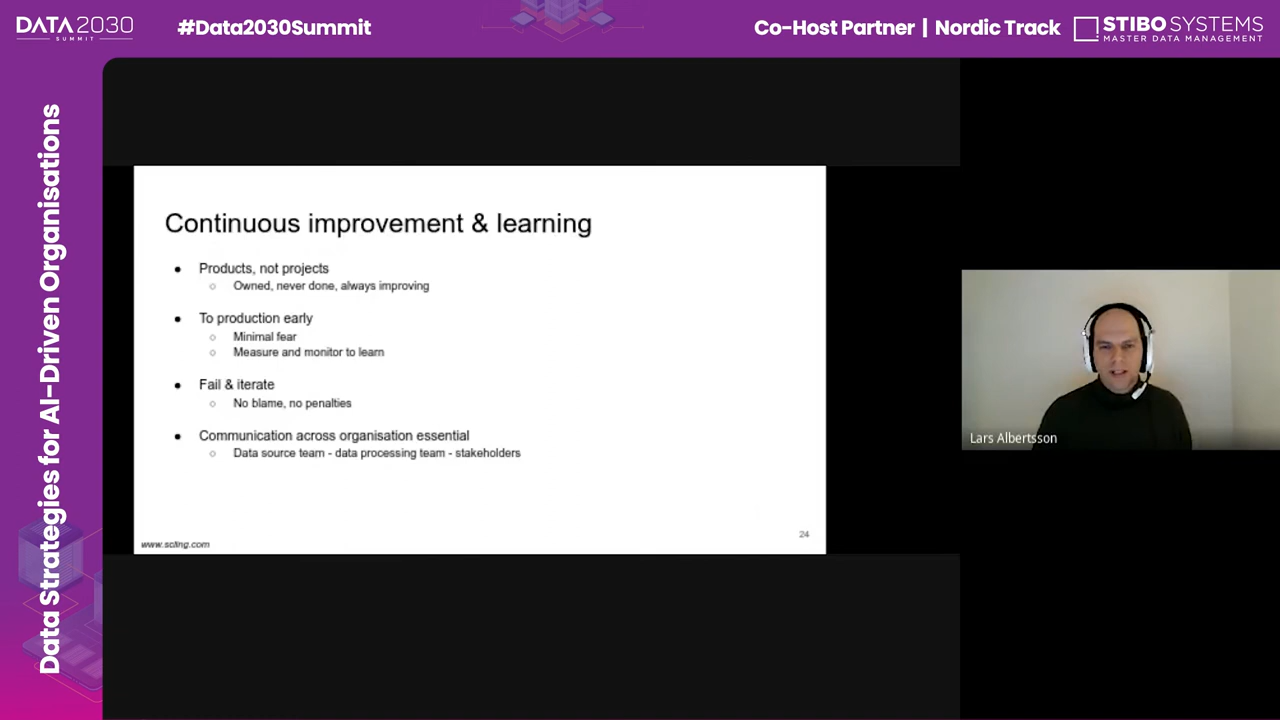 DATA2030
SUMMIT
#Data2030Summit
Co-Host Partner | Nordic Track
STIBO SYSTEMS
MASTER DATA MANAGEMENT
Data Strategies for AI-Driven Organisations
Continuous improvement & learning
● Products, not projects
○ Owned, never done, always improving
● To production early
○ Minimal fear
○ Measure and monitor to learn
● Fail & iterate
○ No blame, no penalties
● Communication across organisation essential
○ Data source team - data processing team - stakeholders
www.scling.com
24
Lars Albertsson